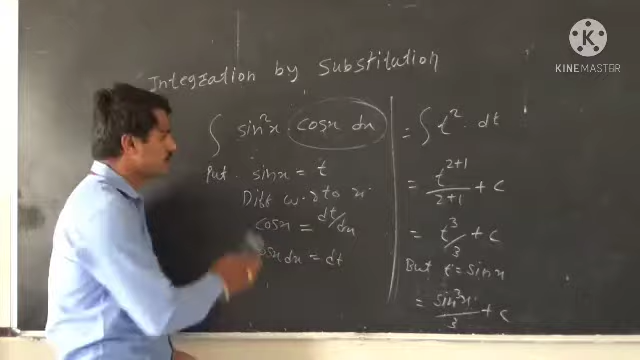 KINEMASTER
Integration by Substitution
∫ sin²x · cosx dx
Put sinx = t
Diff w.r.to x.
cosx = dt/dx
cosx dx = dt
= ∫ t² · dt
= t^(2+1)/(2+1) + c
= t³/3 + c
But t = sinx
= sin³x/3 + c